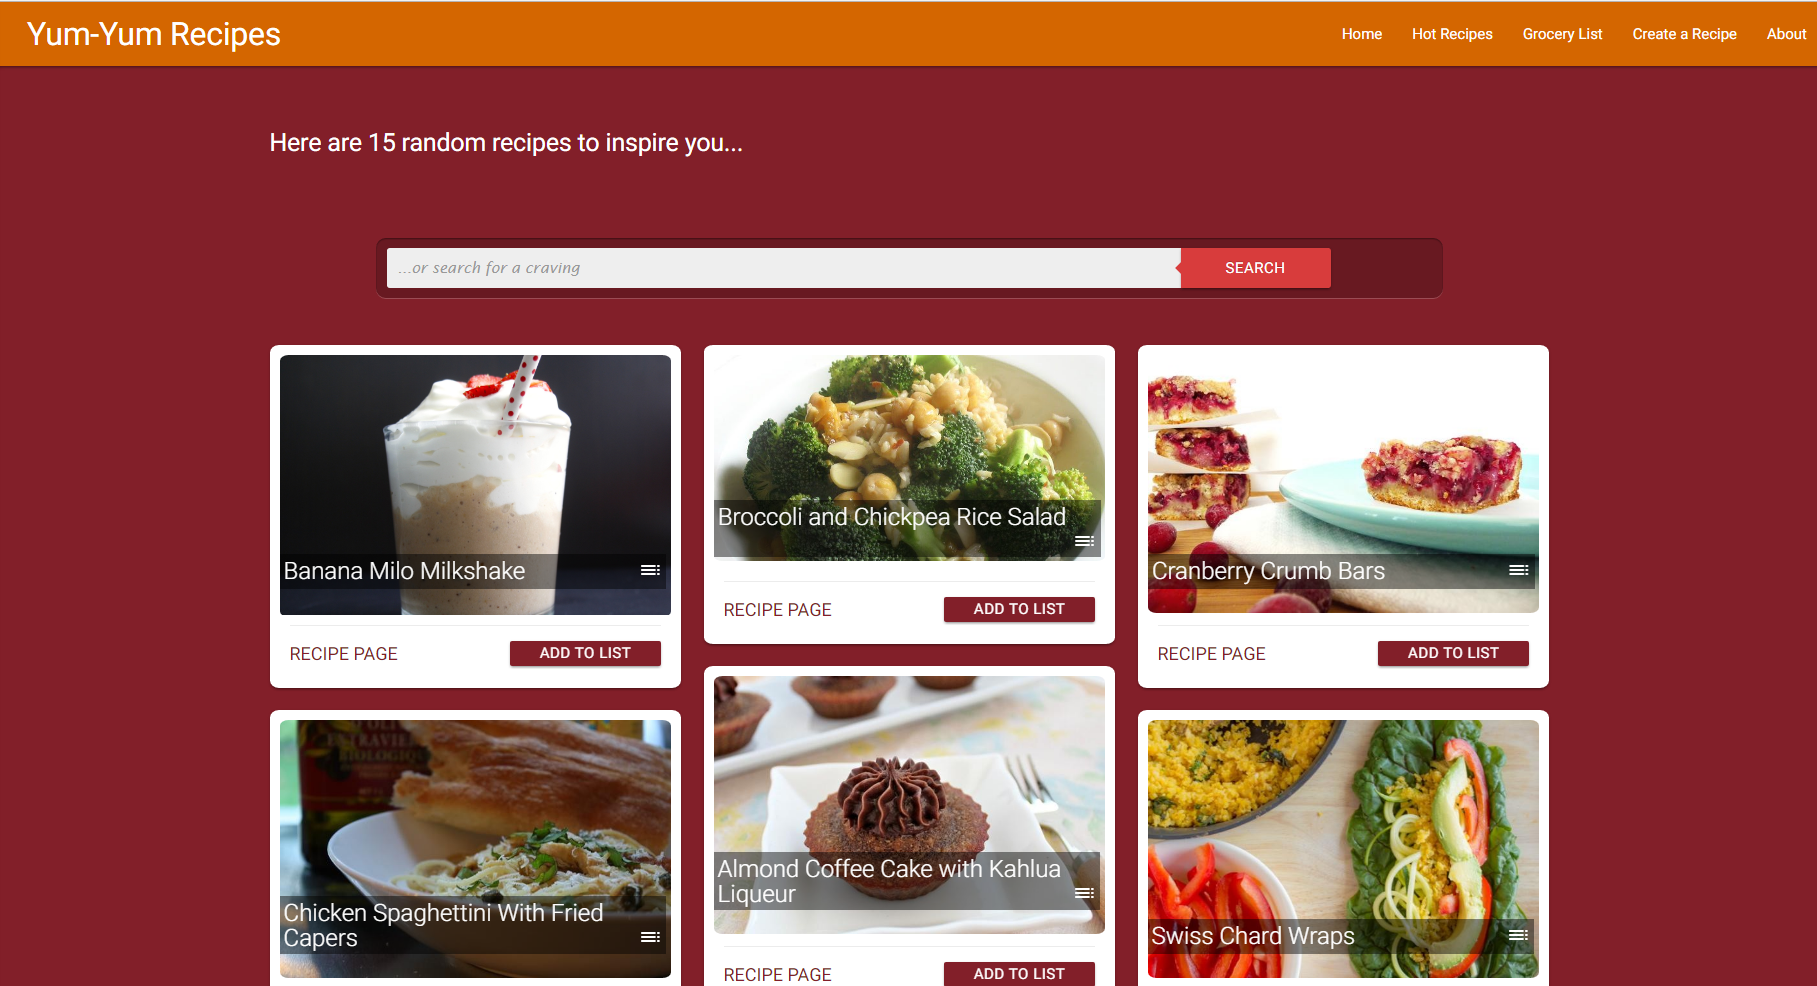 Yum-Yum Recipes
Home
Hot Recipes
Grocery List
Create a Recipe
About
Here are 15 random recipes to inspire you...
...or search for a craving
SEARCH
Banana Milo Milkshake
RECIPE PAGE
ADD TO LIST
Broccoli and Chickpea Rice Salad
RECIPE PAGE
ADD TO LIST
Cranberry Crumb Bars
RECIPE PAGE
ADD TO LIST
BIOLOGIQUE
Chicken Spaghettini With Fried
Capers
Almond Coffee Cake with Kahlua
Liqueur
RECIPE PAGE
ADD TO LIST
Swiss Chard Wraps